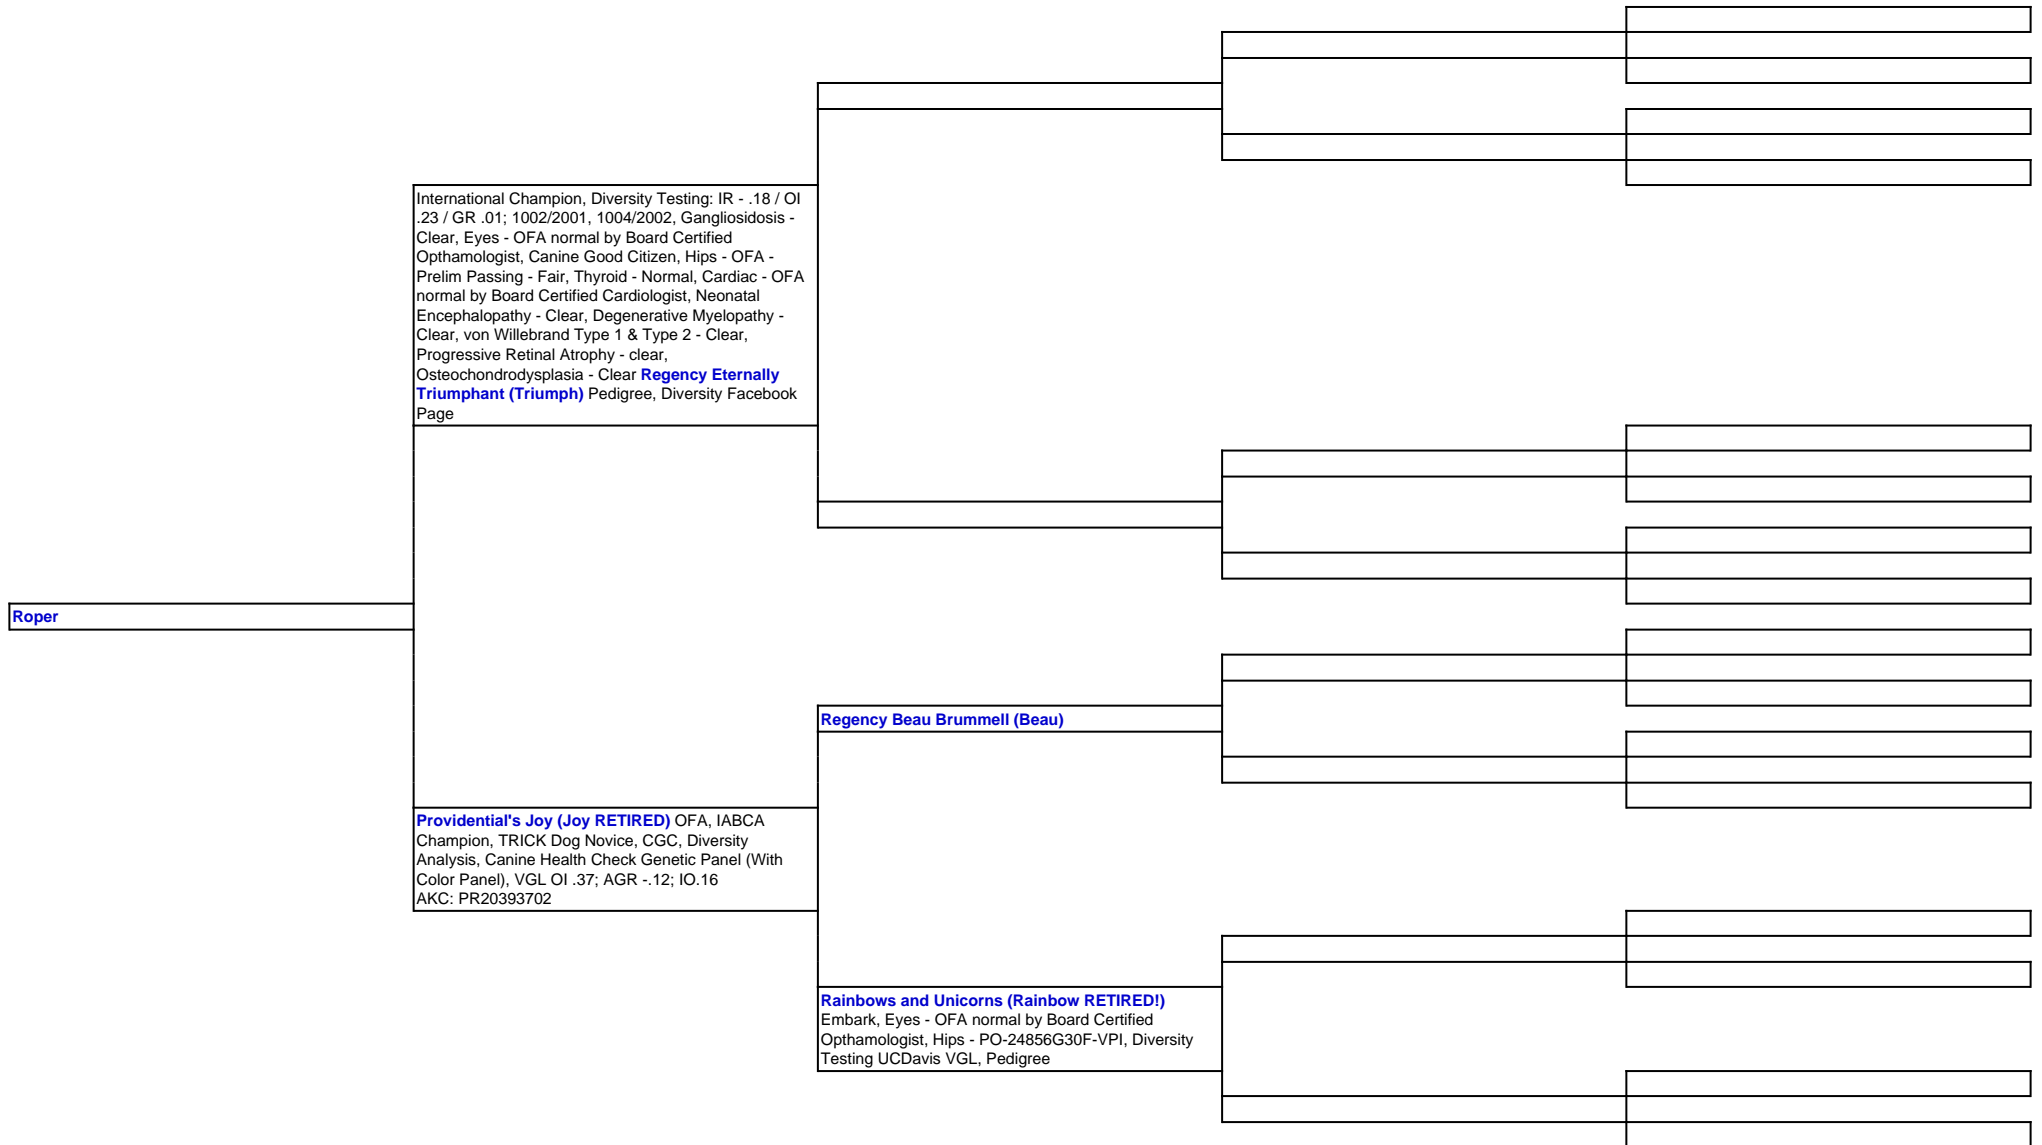 International Champion, Diversity Testing: IR - .18 / OI
.23 / GR .01; 1002/2001, 1004/2002, Gangliosidosis -
Clear, Eyes - OFA normal by Board Certified
Opthamologist, Canine Good Citizen, Hips - OFA -
Prelim Passing - Fair, Thyroid - Normal, Cardiac - OFA
normal by Board Certified Cardiologist, Neonatal
Encephalopathy - Clear, Degenerative Myelopathy -
Clear, von Willebrand Type 1 & Type 2 - Clear,
Progressive Retinal Atrophy - clear,
Osteochondrodysplasia - Clear Regency Eternally
Triumphant (Triumph) Pedigree, Diversity Facebook
Page
Roper
Regency Beau Brummell (Beau)
Providential's Joy (Joy RETIRED) OFA, IABCA
Champion, TRICK Dog Novice, CGC, Diversity
Analysis, Canine Health Check Genetic Panel (With
Color Panel), VGL OI .37; AGR -.12; IO.16
AKC: PR20393702
Rainbows and Unicorns (Rainbow RETIRED!)
Embark, Eyes - OFA normal by Board Certified
Opthamologist, Hips - PO-24856G30F-VPI, Diversity
Testing UCDavis VGL, Pedigree